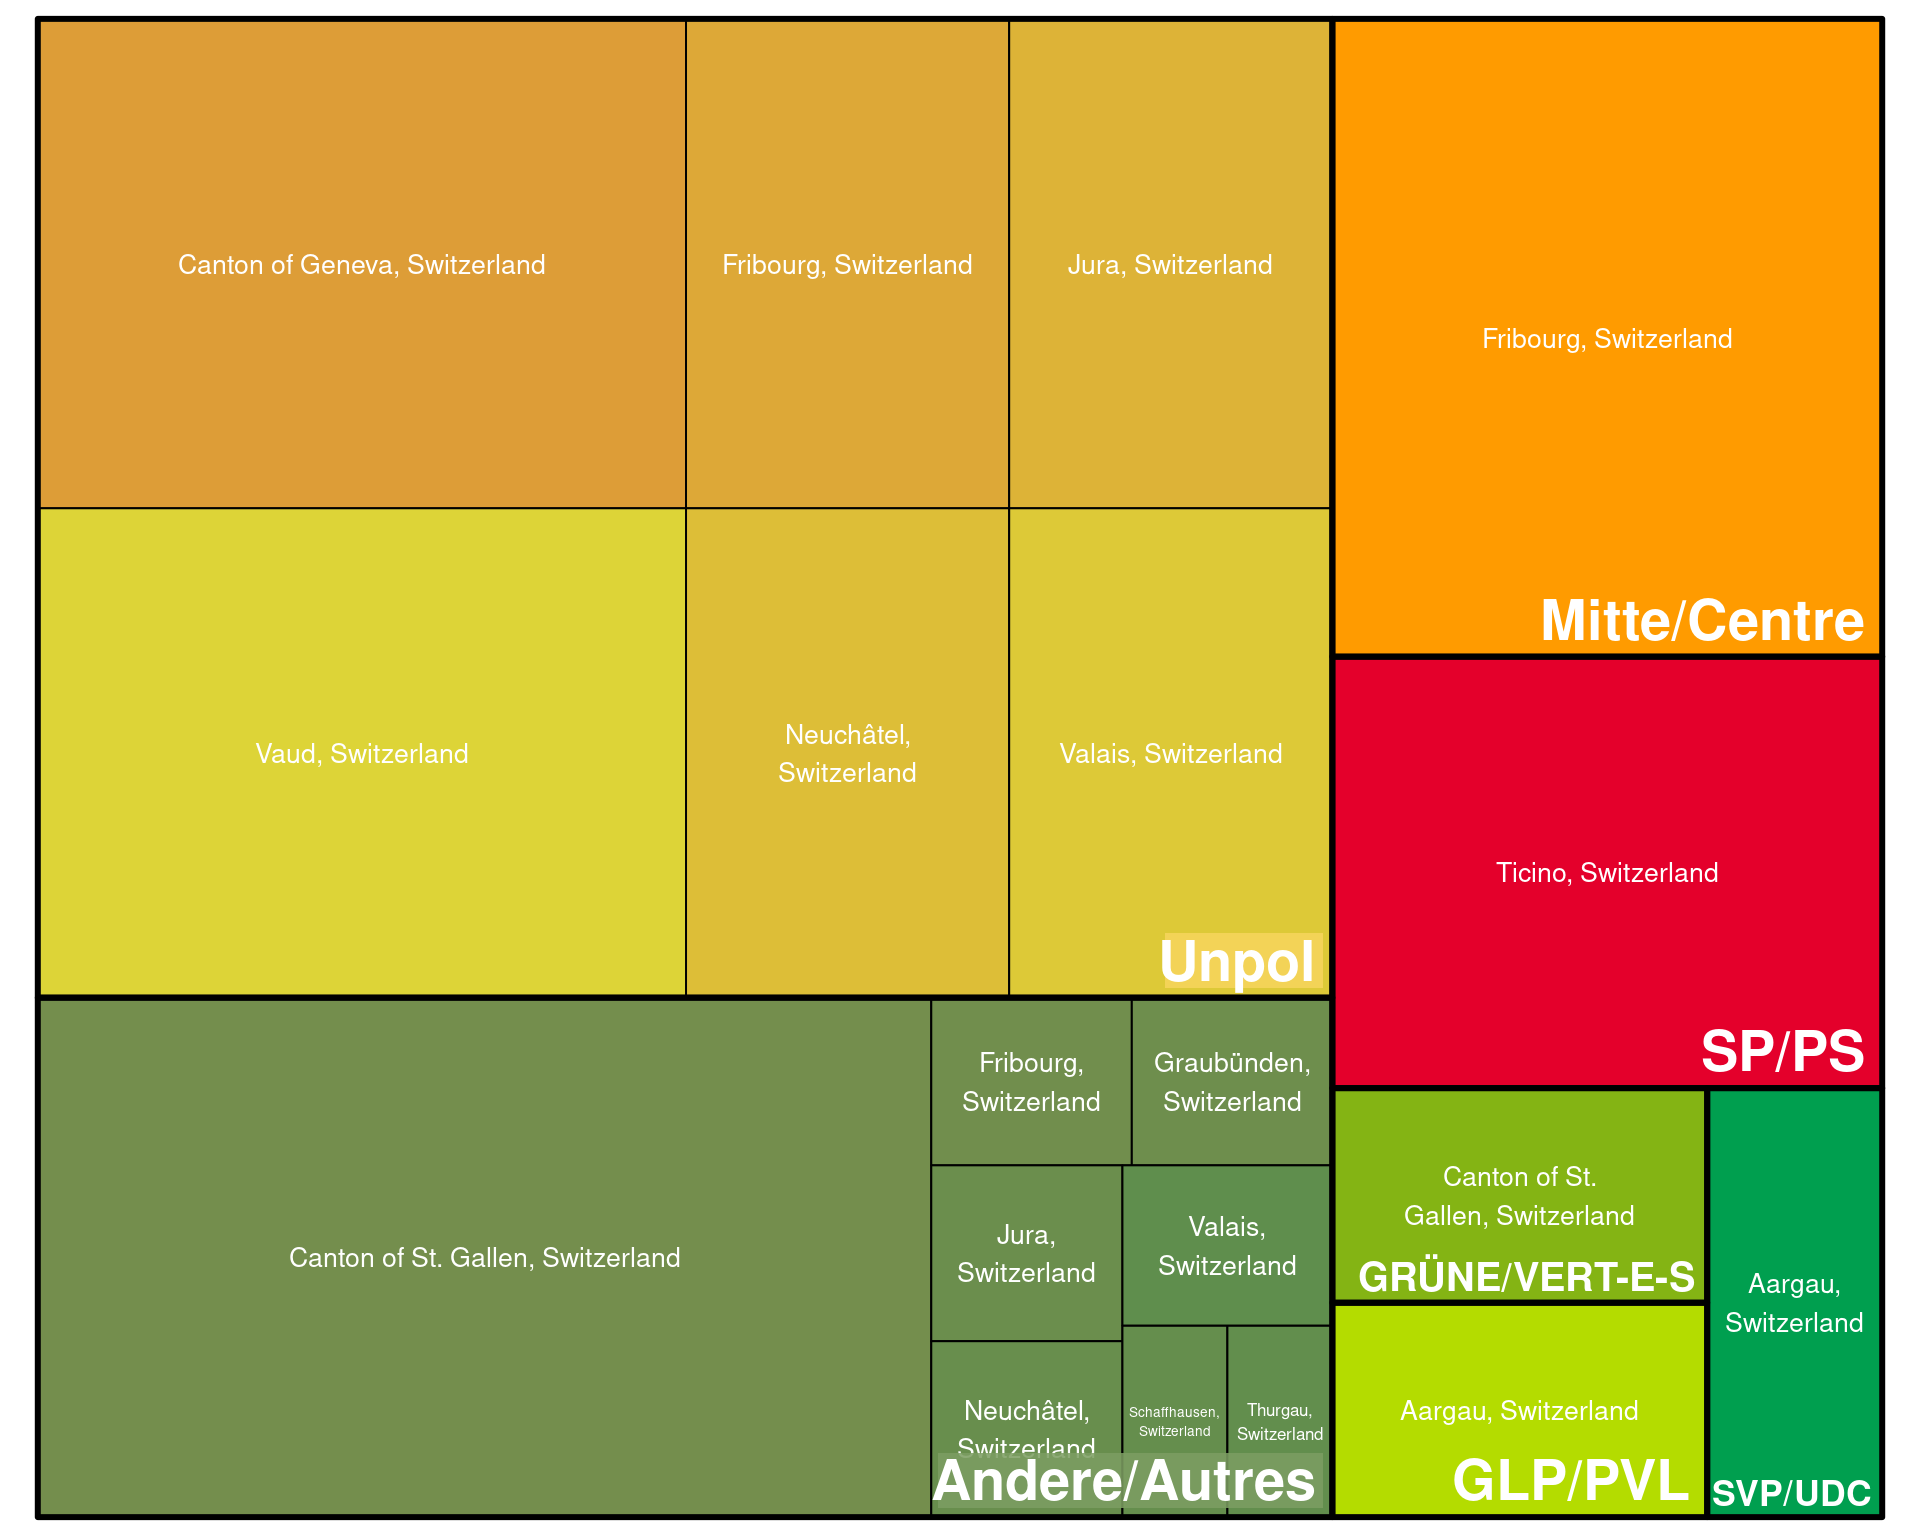 Canton of Geneva, Switzerland
Fribourg, Switzerland
Jura, Switzerland
Fribourg, Switzerland
Mitte/Centre
Vaud, Switzerland
Neuchâtel,
Switzerland
Valais, Switzerland
Unpol
Ticino, Switzerland
SP/PS
Canton of St. Gallen, Switzerland
Fribourg,
Switzerland
Graubünden,
Switzerland
Jura,
Switzerland
Valais,
Switzerland
Neuchâtel,
Switzerland
Schaffhausen,
Switzerland
Thurgau,
Switzerland
Andere/Autres
Canton of St.
Gallen, Switzerland
GRÜNE/VERT-E-S
Aargau, Switzerland
GLP/PVL
Aargau,
Switzerland
SVP/UDC